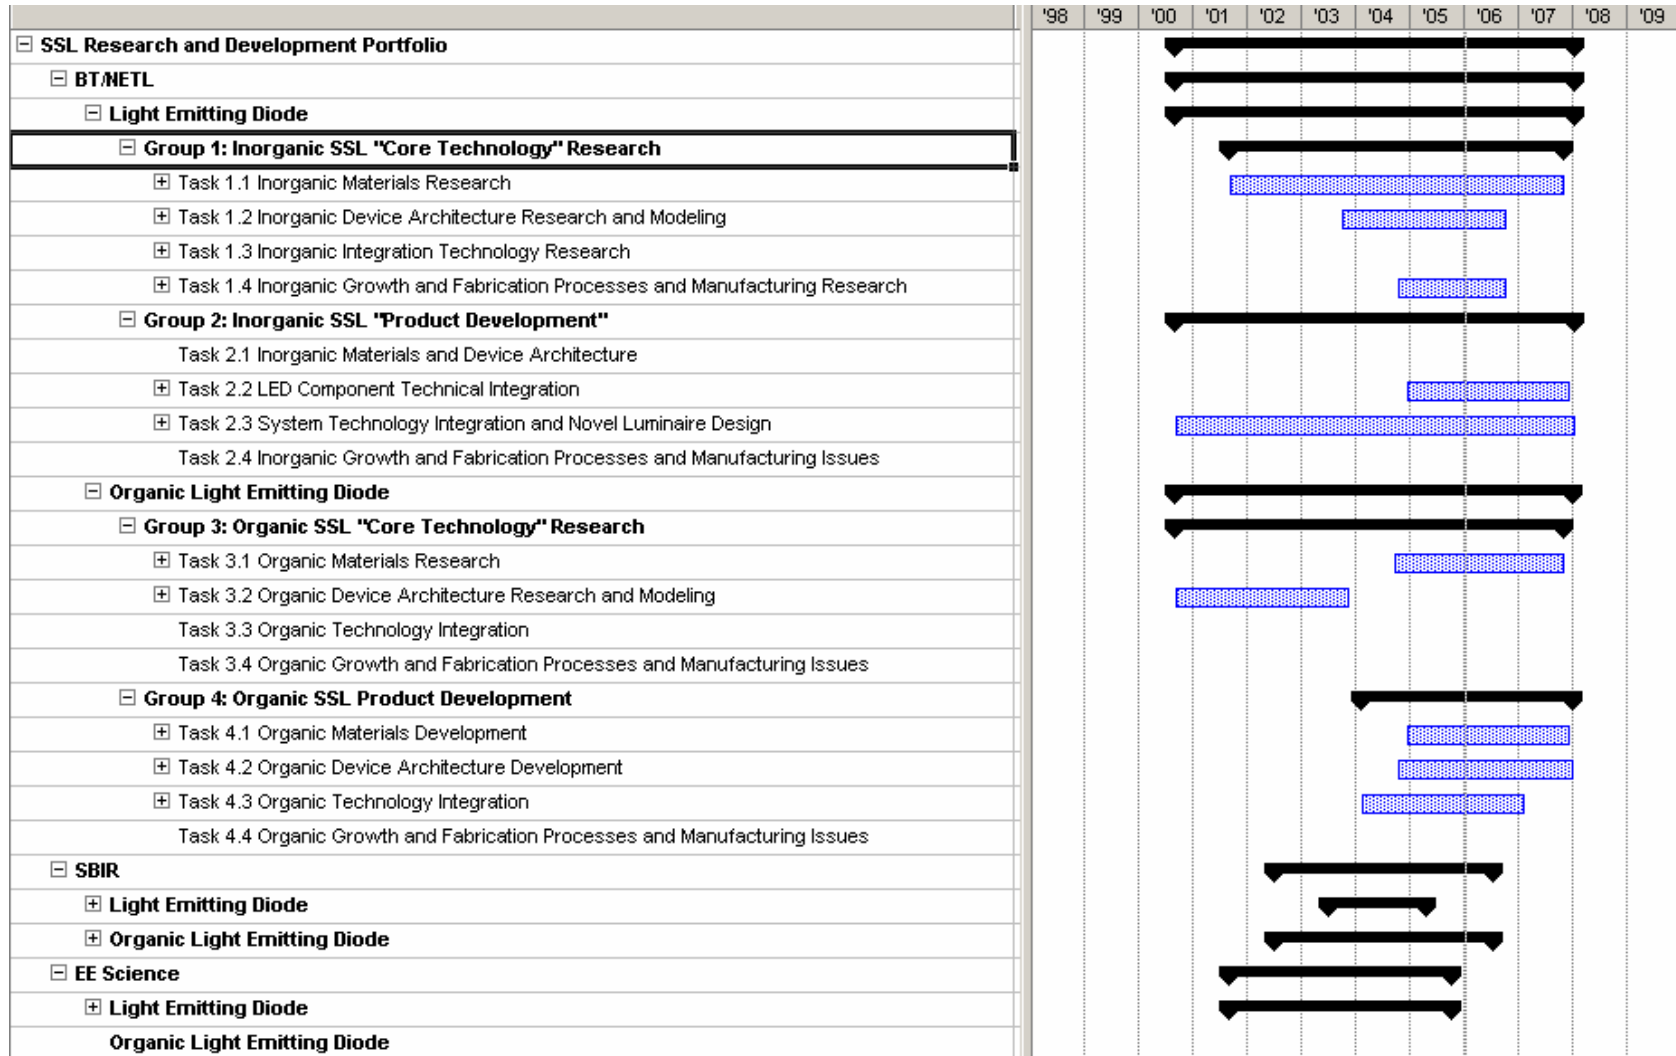 '98 '99 '00 '01 '02 '03 '04 '05 '06 '07 '08 '09
SSL Research and Development Portfolio
BT/NETL
Light Emitting Diode
Group 1: Inorganic SSL "Core Technology" Research
Task 1.1 Inorganic Materials Research
Task 1.2 Inorganic Device Architecture Research and Modeling
Task 1.3 Inorganic Integration Technology Research
Task 1.4 Inorganic Growth and Fabrication Processes and Manufacturing Research
Group 2: Inorganic SSL "Product Development"
Task 2.1 Inorganic Materials and Device Architecture
Task 2.2 LED Component Technical Integration
Task 2.3 System Technology Integration and Novel Luminaire Design
Task 2.4 Inorganic Growth and Fabrication Processes and Manufacturing Issues
Organic Light Emitting Diode
Group 3: Organic SSL "Core Technology" Research
Task 3.1 Organic Materials Research
Task 3.2 Organic Device Architecture Research and Modeling
Task 3.3 Organic Technology Integration
Task 3.4 Organic Growth and Fabrication Processes and Manufacturing Issues
Group 4: Organic SSL Product Development
Task 4.1 Organic Materials Development
Task 4.2 Organic Device Architecture Development
Task 4.3 Organic Technology Integration
Task 4.4 Organic Growth and Fabrication Processes and Manufacturing Issues
SBIR
Light Emitting Diode
Organic Light Emitting Diode
EE Science
Light Emitting Diode
Organic Light Emitting Diode